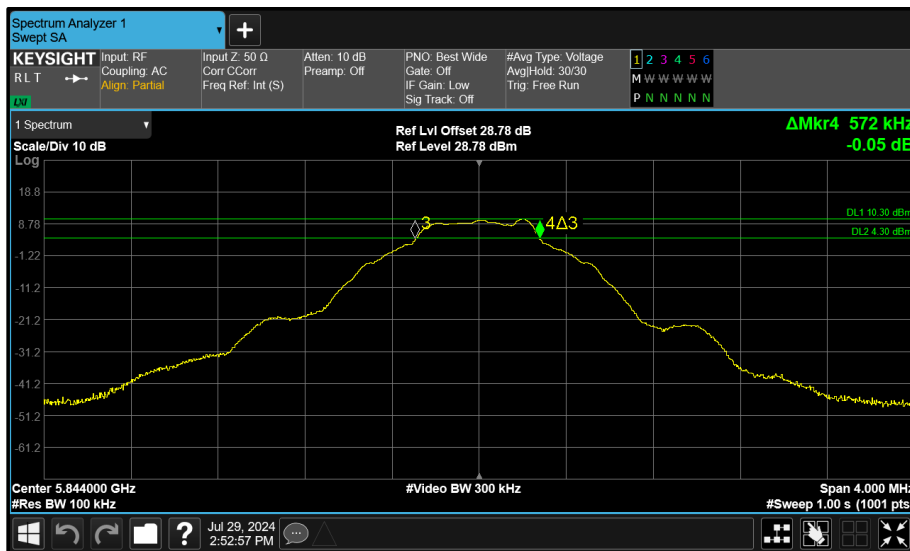 Spectrum Analyzer 1
Swept SA
KEYSIGHT
RLT
LXI
Input: RF
Coupling: AC
Align: Partial
Input Z: 50 Ω
Corr CCorr
Freq Ref: Int (S)
Atten: 10 dB
Preamp: Off
PNO: Best Wide
Gate: Off
IF Gain: Low
Sig Track: Off
#Avg Type: Voltage
Avg|Hold: 30/30
Trig: Free Run
1 2 3 4 5 6
M W W W W W
P N N N N N
1 Spectrum
Scale/Div 10 dB
Log
Ref Lvl Offset 28.78 dB
Ref Level 28.78 dBm
ΔMkr4 572 kHz
-0.05 dB
18.8
8.78
-1.22
-11.2
-21.2
-31.2
-41.2
-51.2
-61.2
3
4Δ3
DL1 10.30 dBm
DL2 4.30 dBm
Center 5.844000 GHz
#Video BW 300 kHz
Span 4.000 MHz
#Res BW 100 kHz
#Sweep 1.00 s (1001 pts
Jul 29, 2024
2:52:57 PM